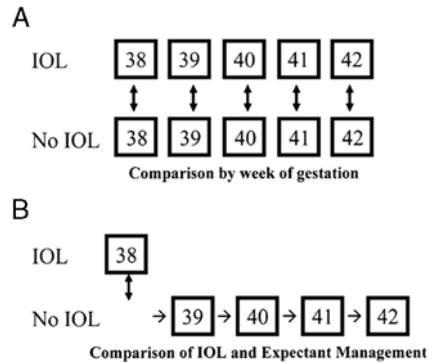 A
IOL 38 39 40 41 42
No IOL 38 39 40 41 42
Comparison by week of gestation
B
IOL 38
No IOL 39 40 41 42
Comparison of IOL and Expectant Management